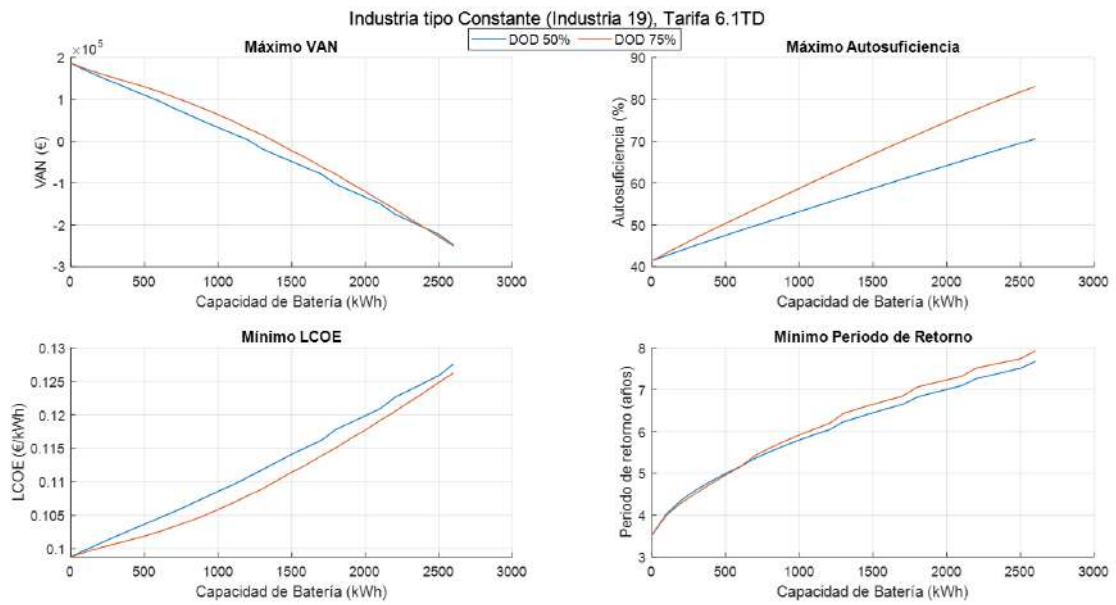 Industria tipo Constante (Industria 19), Tarifa 6.1TD
DOD 50% DOD 75%
Máximo VAN
×10^5
2
1
0
-1
-2
-3
VAN (€)
0 500 1000 1500 2000 2500 3000
Capacidad de Batería (kWh)
Máximo Autosuficiencia
90
80
70
60
50
40
Autosuficiencia (%)
0 500 1000 1500 2000 2500 3000
Capacidad de Batería (kWh)
Mínimo LCOE
0.13
0.125
0.12
0.115
0.11
0.105
0.1
LCOE (€/kWh)
0 500 1000 1500 2000 2500 3000
Capacidad de Batería (kWh)
Mínimo Periodo de Retorno
8
7
6
5
4
3
Periodo de retorno (años)
0 500 1000 1500 2000 2500 3000
Capacidad de Batería (kWh)